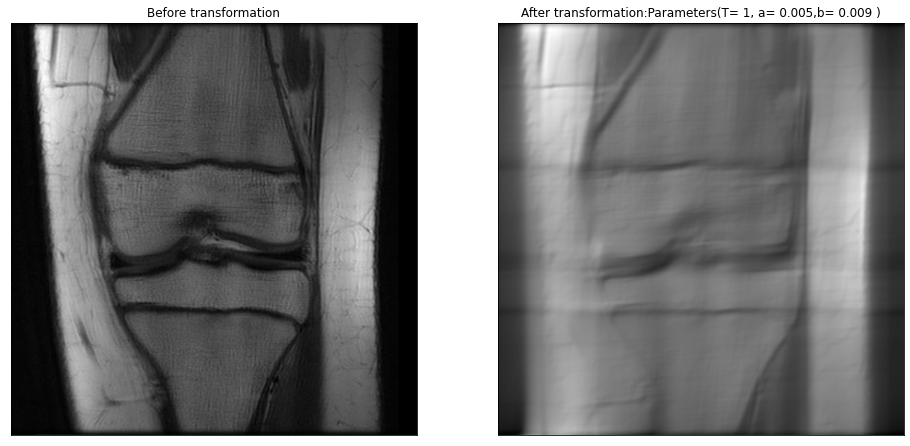 Before transformation
After transformation:Parameters(T= 1, a= 0.005,b= 0.009 )